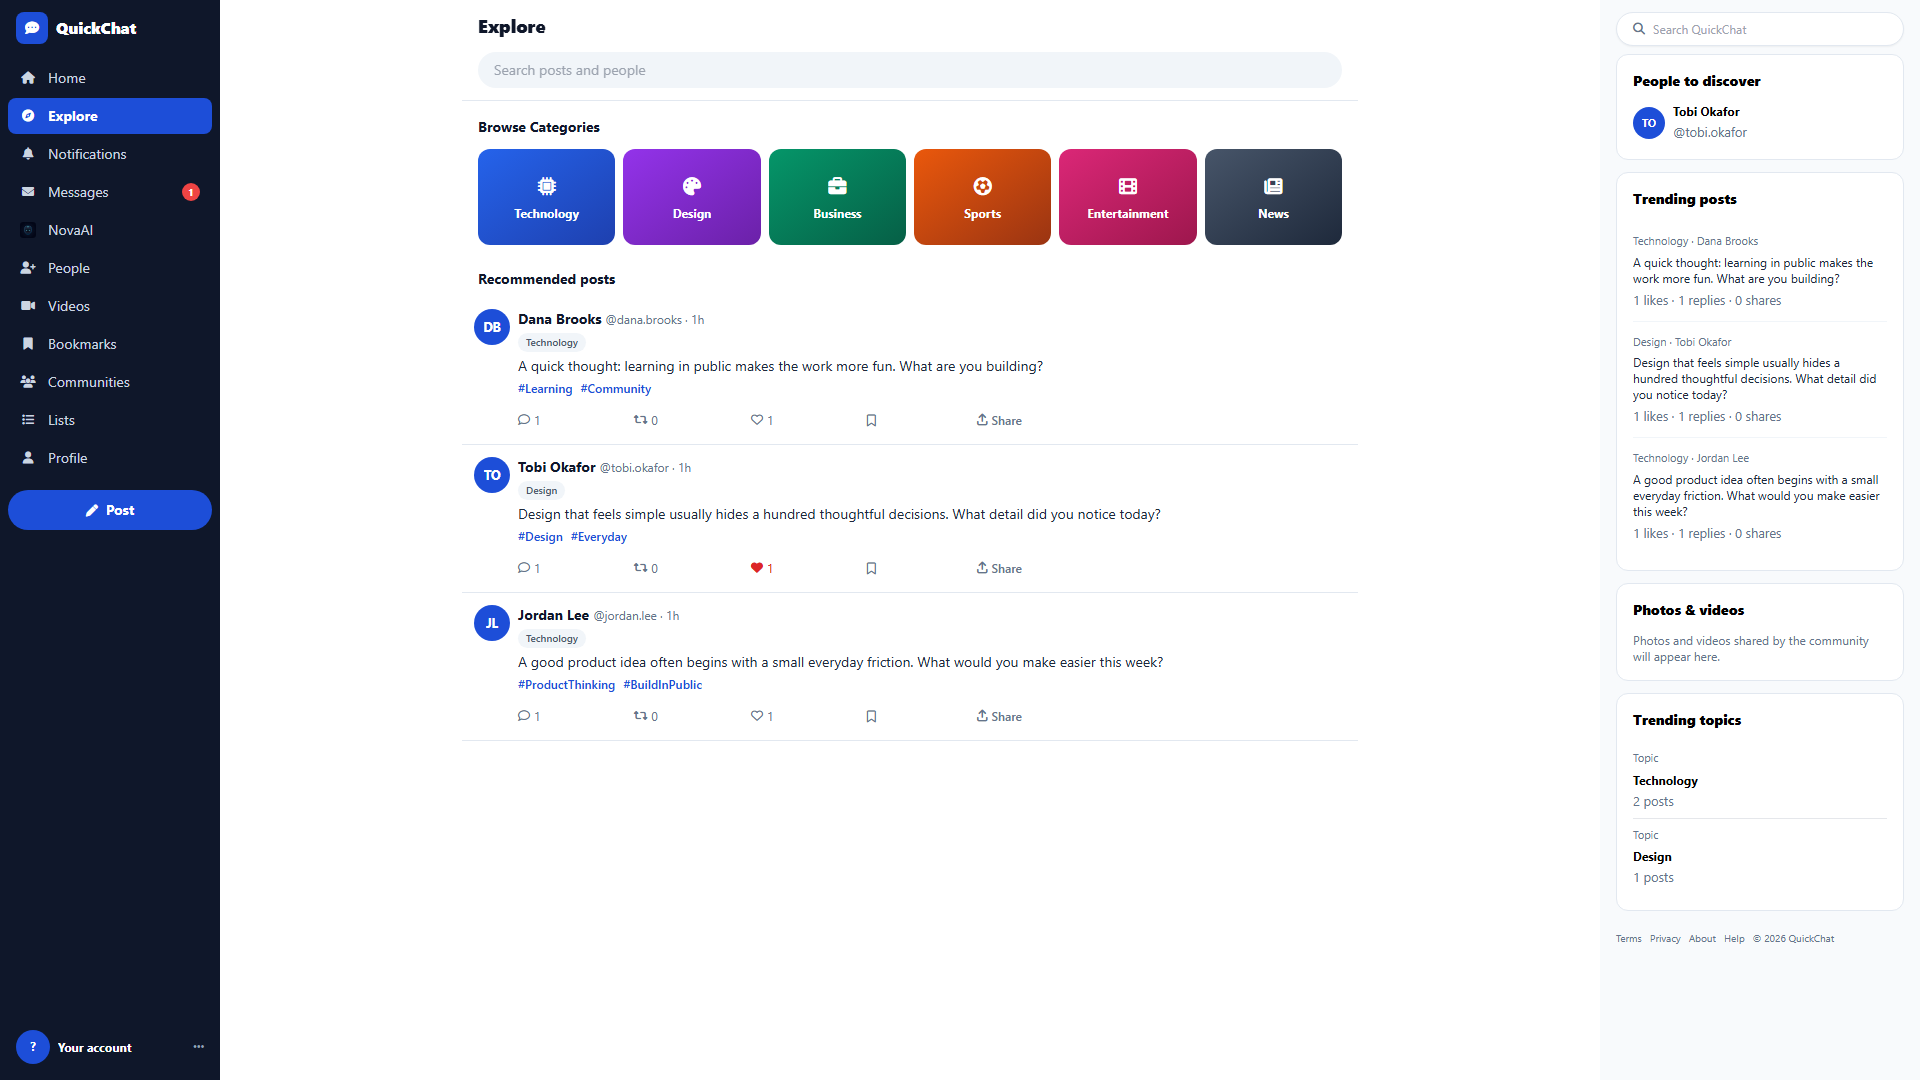 QuickChat
Home
Explore
Notifications
Messages 1
NovaAI
People
Videos
Bookmarks
Communities
Lists
Profile
Post
? Your account
Explore
Search posts and people
Browse Categories
Technology
Design
Business
Sports
Entertainment
News
Recommended posts
DB Dana Brooks @dana.brooks · 1h
Technology
A quick thought: learning in public makes the work more fun. What are you building?
#Learning #Community
1 0 1 Share
TO Tobi Okafor @tobi.okafor · 1h
Design
Design that feels simple usually hides a hundred thoughtful decisions. What detail did you notice today?
#Design #Everyday
1 0 1 Share
JL Jordan Lee @jordan.lee · 1h
Technology
A good product idea often begins with a small everyday friction. What would you make easier this week?
#ProductThinking #BuildInPublic
1 0 1 Share
Search QuickChat
People to discover
TO Tobi Okafor
@tobi.okafor
Trending posts
Technology · Dana Brooks
A quick thought: learning in public makes the
work more fun. What are you building?
1 likes · 1 replies · 0 shares
Design · Tobi Okafor
Design that feels simple usually hides a
hundred thoughtful decisions. What detail did
you notice today?
1 likes · 1 replies · 0 shares
Technology · Jordan Lee
A good product idea often begins with a small
everyday friction. What would you make easier
this week?
1 likes · 1 replies · 0 shares
Photos & videos
Photos and videos shared by the community
will appear here.
Trending topics
Topic
Technology
2 posts
Topic
Design
1 posts
Terms Privacy About Help © 2026 QuickChat